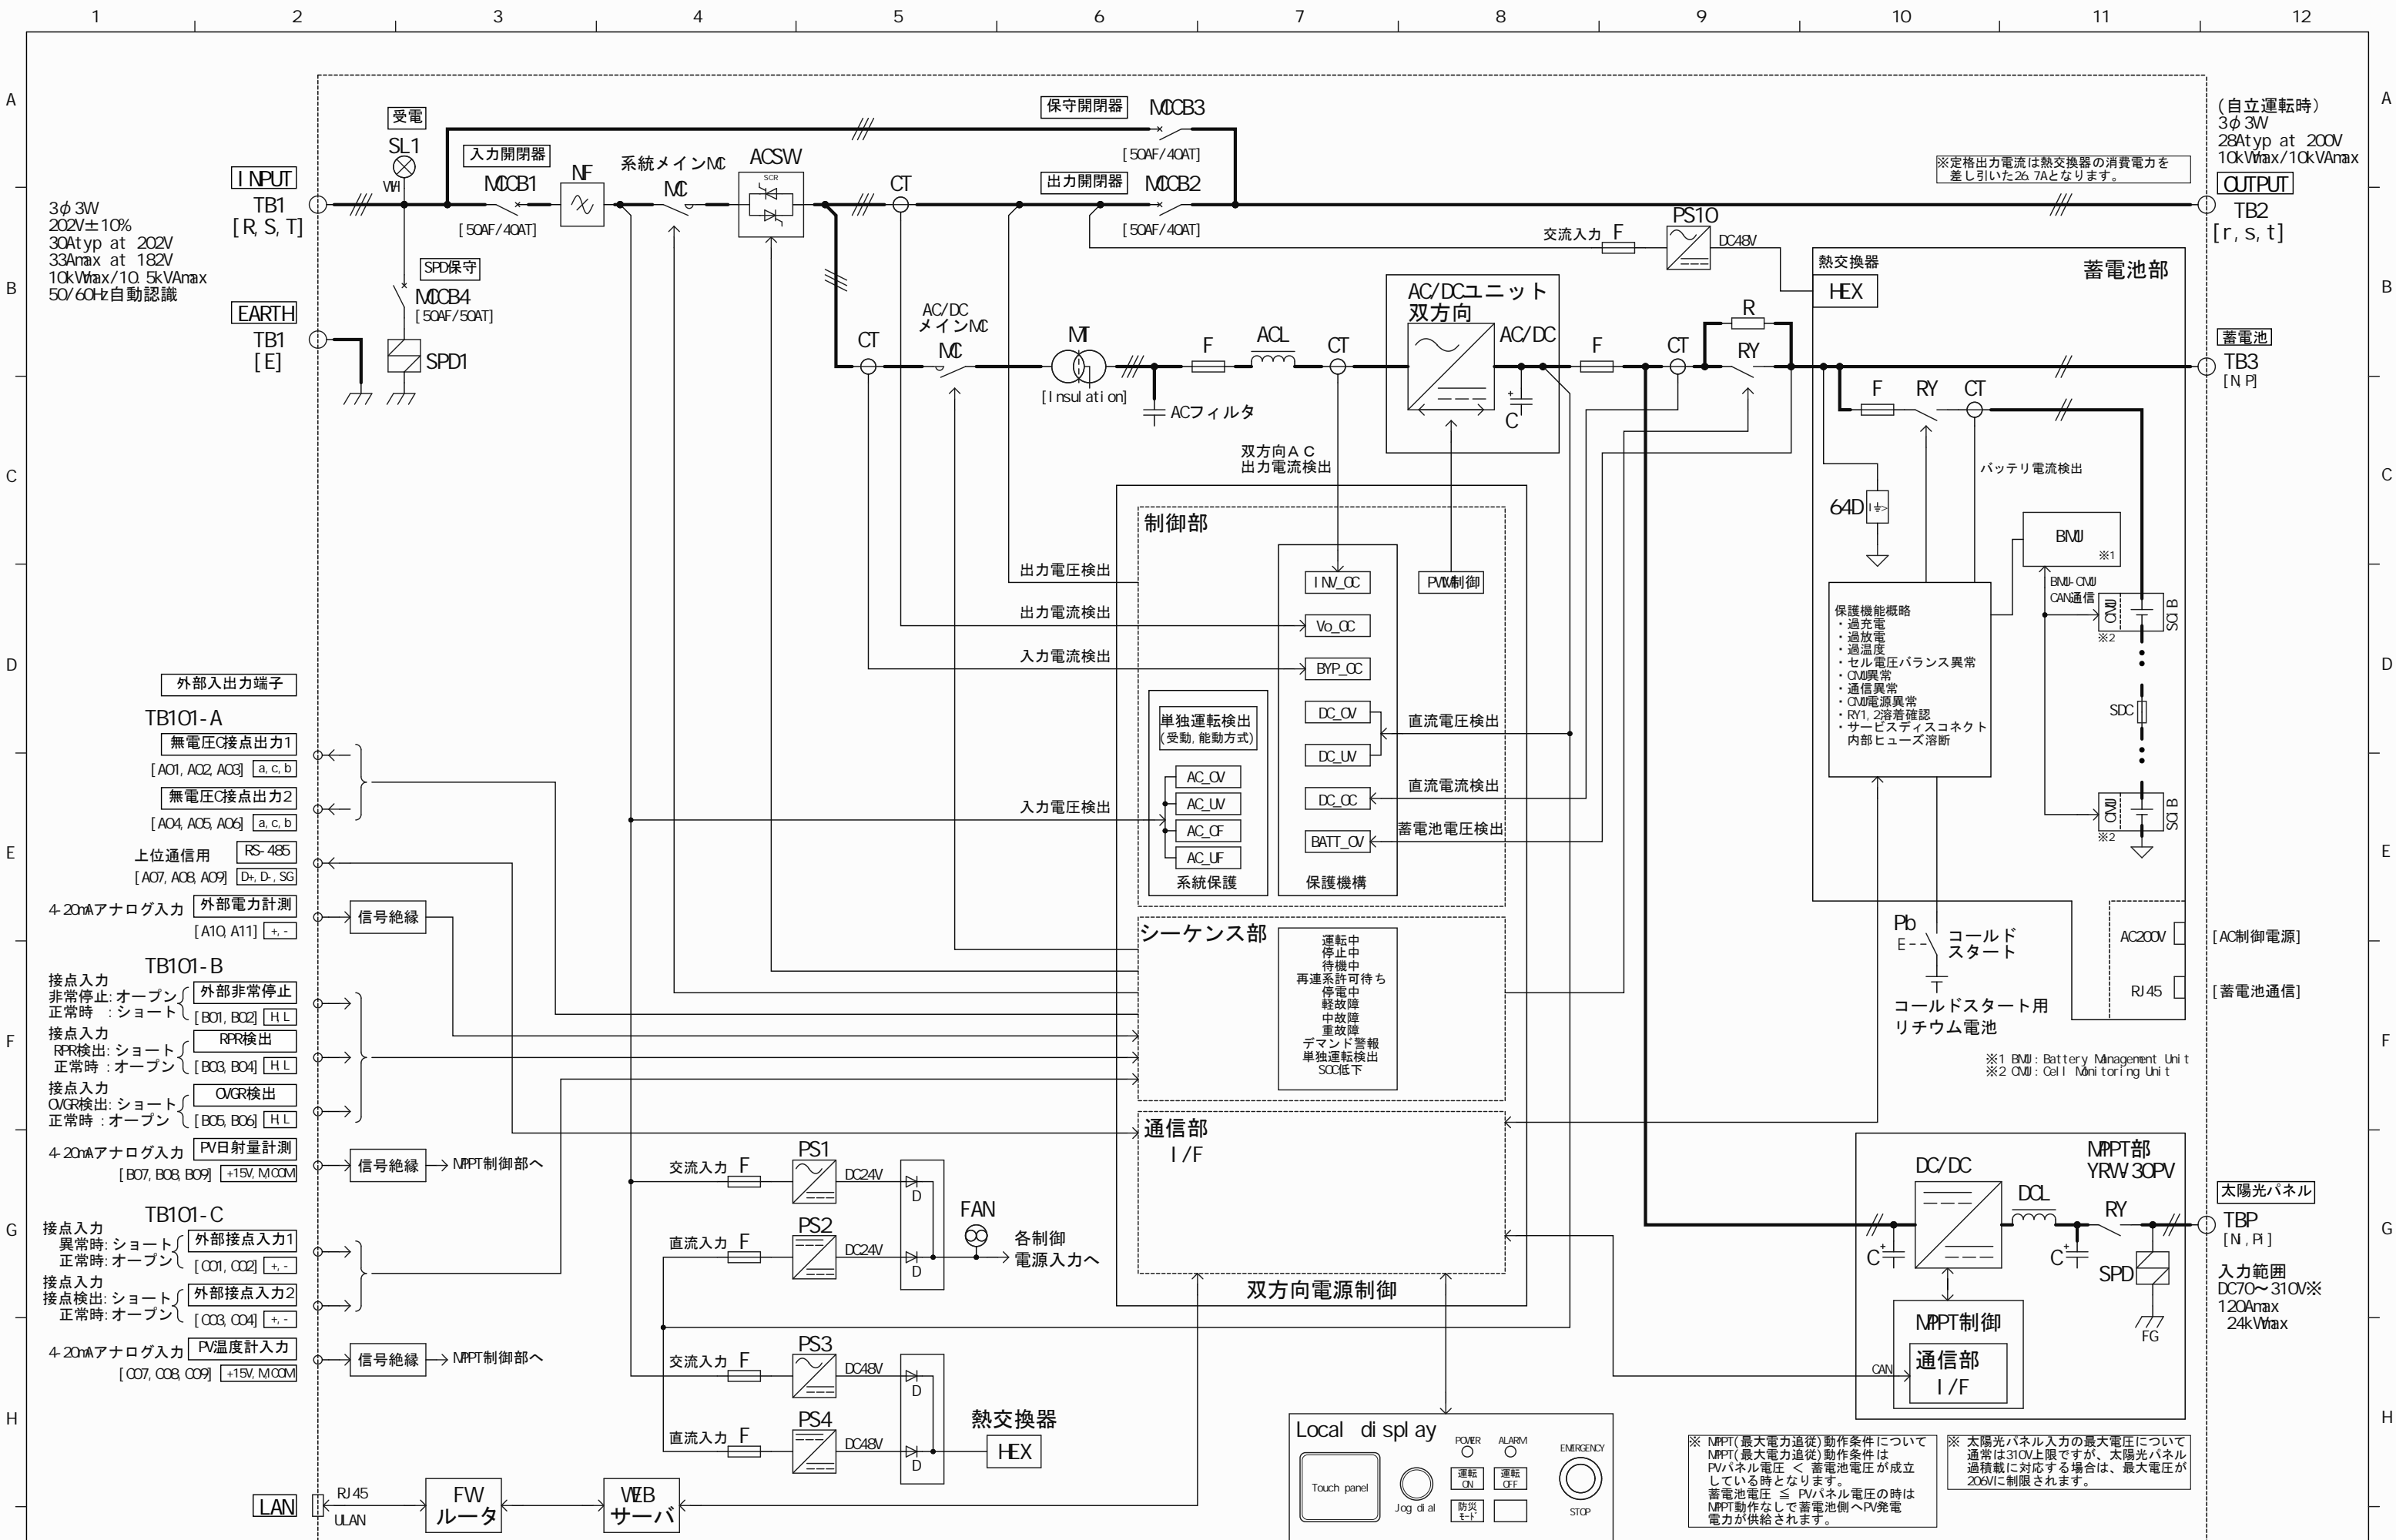 1 2 3 4 5 6 7 8 9 10 11 12
A
A
B
B
C
C
D
D
E
E
F
F
G
G
H
H
受電
SL1
WH
INPUT
TB1
[R,S,T]
3φ3W
202V±10%
30Atyp at 202V
33Amax at 182V
10kWmax/10.5kVAmax
50/60Hz自動認識
EARTH
TB1
[E]
SPD保守
MCCB4
[50AF/50AT]
SPD1
入力開閉器
MCCB1
[50AF/40AT]
NF
系統メインMC
MC
ACSW
SCR
CT
保守開閉器
MCCB3
[50AF/40AT]
出力開閉器
MCCB2
[50AF/40AT]
※定格出力電流は熱交換器の消費電力を
差し引いた26.7Aとなります。
(自立運転時)
3φ3W
28Atyp at 200V
10kWmax/10kVAmax
OUTPUT
TB2
[r,s,t]
交流入力
F
PS10
DC48V
熱交換器
HEX
蓄電池部
CT
AC/DC
メインMC
MC
MT
[Insulation]
ACフィルタ
F
ACL
CT
AC/DCユニット
双方向
AC/DC
C
+
F
CT
R
RY
蓄電池
TB3
[N,P]
F
RY
CT
双方向AC
出力電流検出
64D
I
バッテリ電流検出
BMU
※1
BMU-CMU
CAN通信
CMU
※2
SCiB
SDC
CMU
※2
SCiB
保護機能概略
・過充電
・過放電
・過温度
・セル電圧バランス異常
・CMU異常
・通信異常
・CMU電源異常
・RY1,2溶着確認
・サービスディスコネクト
内部ヒューズ溶断
制御部
INV_OC
PWM制御
Vo_OC
BYP_OC
DC_OV
DC_UV
DC_OC
BATT_OV
保護機構
出力電圧検出
出力電流検出
入力電流検出
入力電圧検出
単独運転検出
(受動,能動方式)
AC_OV
AC_UV
AC_OF
AC_UF
系統保護
直流電圧検出
直流電流検出
蓄電池電圧検出
シーケンス部
運転中
停止中
待機中
再連系許可待ち
停電中
軽故障
中故障
重故障
デマンド警報
単独運転検出
SOC低下
通信部
I/F
双方向電源制御
外部入出力端子
TB101-A
無電圧C接点出力1
[A01,A02,A03] a,c,b
無電圧C接点出力2
[A04,A05,A06] a,c,b
上位通信用 RS-485
[A07,A08,A09] D+,D-,SG
4-20mAアナログ入力 外部電力計測 信号絶縁
[A10,A11] +,-
TB101-B
接点入力
非常停止:オープン 外部非常停止
正常時 :ショート [B01,B02] H,L
接点入力
RPR検出:ショート RPR検出
正常時 :オープン [B03,B04] H,L
接点入力
OVGR検出:ショート OVGR検出
正常時 :オープン [B05,B06] H,L
4-20mAアナログ入力 PV日射量計測 信号絶縁 MPPT制御部へ
[B07,B08,B09] +15V,M,COM
TB101-C
接点入力
異常時:ショート 外部接点入力1
正常時:オープン [C01,C02] +,-
接点入力
接点検出:ショート 外部接点入力2
正常時:オープン [C03,C04] +,-
4-20mAアナログ入力 PV温度計入力 信号絶縁 MPPT制御部へ
[C07,C08,C09] +15V,M,COM
LAN
RJ45
ULAN
FW
ルータ
WEB
サーバ
交流入力 F PS1 DC24V D
直流入力 F PS2 DC24V D
FAN
各制御
電源入力へ
交流入力 F PS3 DC48V D
直流入力 F PS4 DC48V D
熱交換器
HEX
Pb
E
コールド
スタート
コールドスタート用
リチウム電池
AC200V
[AC制御電源]
RJ45
[蓄電池通信]
※1 BMU:Battery Management Unit
※2 CMU:Cell Monitoring Unit
MPPT部
YRW-30PV
DC/DC
DCL
RY
C
+
C
+
SPD
FG
MPPT制御
通信部
I/F
CAN
太陽光パネル
TBP
[Ni,Pi]
入力範囲
DC70~310V※
120Amax
24kWmax
Local display
Touch panel
Jog dial
POWER
ALARM
運転
ON
運転
OFF
防災
モード
EMERGENCY
STOP
※ MPPT(最大電力追従)動作条件について
MPPT(最大電力追従)動作条件は
PVパネル電圧 < 蓄電池電圧が成立
している時となります。
蓄電池電圧 ≦ PVパネル電圧の時は
MPPT動作なしで蓄電池側へPV発電
電力が供給されます。
※ 太陽光パネル入力の最大電圧について
通常は310V上限ですが、太陽光パネル
過積載に対応する場合は、最大電圧が
206Vに制限されます。